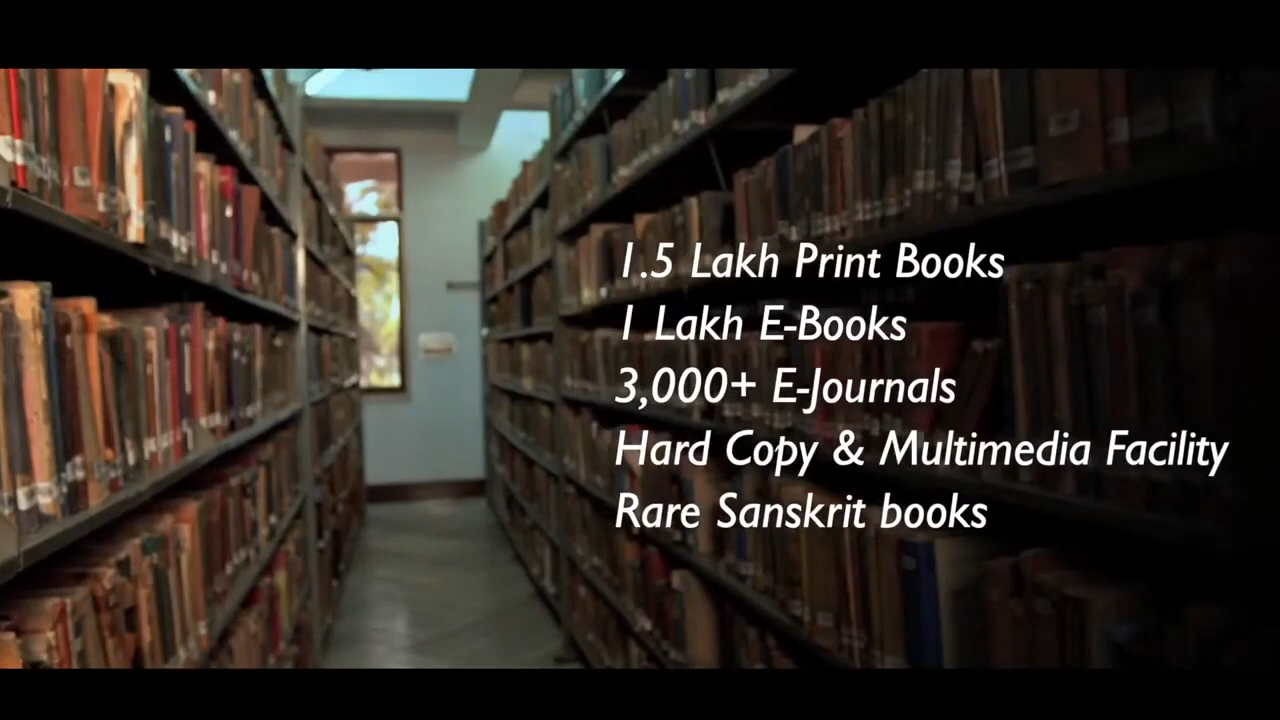 1.5 Lakh Print Books
1 Lakh E-Books
3,000+ E-Journals
Hard Copy & Multimedia Facility
Rare Sanskrit books